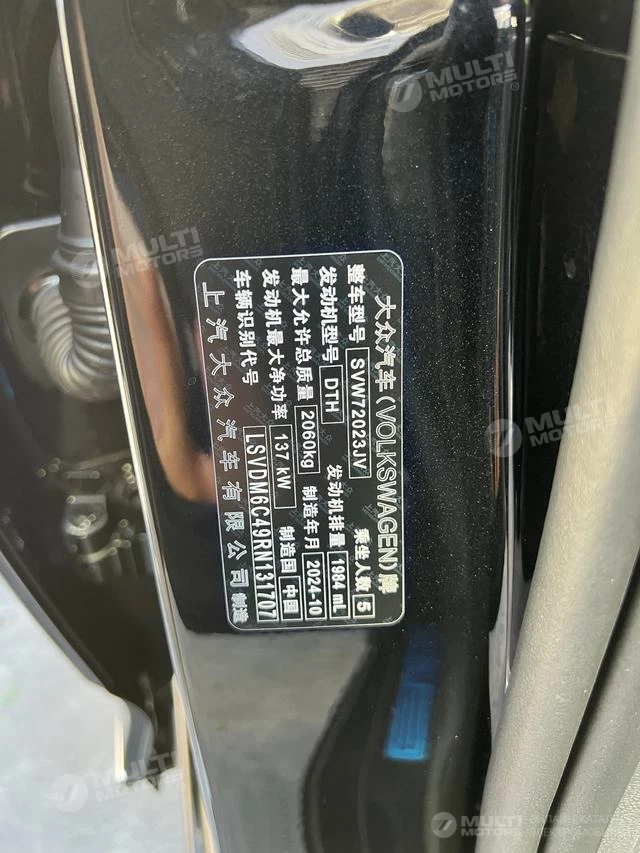 大众汽车(VOLKSWAGEN)牌
整车型号 SVW72023JV 乘坐人数 5
发动机型号 DTH 发动机排量 1984 mL
最大允许总质量 2060kg 制造年月 2024-10
发动机最大净功率 137 kW 制造国 中国
车辆识别代号 LSVDM6C49RN131707
上汽大众汽车有限公司 制造
MULTI
MOTORS®
MULTI
MOTORS
MULTI
MOTORS
MULTI
MOTORS
MULTI
MOTORS
ОНЛАЙН-КАТАЛОГ
ЭЛЕКТРОМОБИЛЕЙ